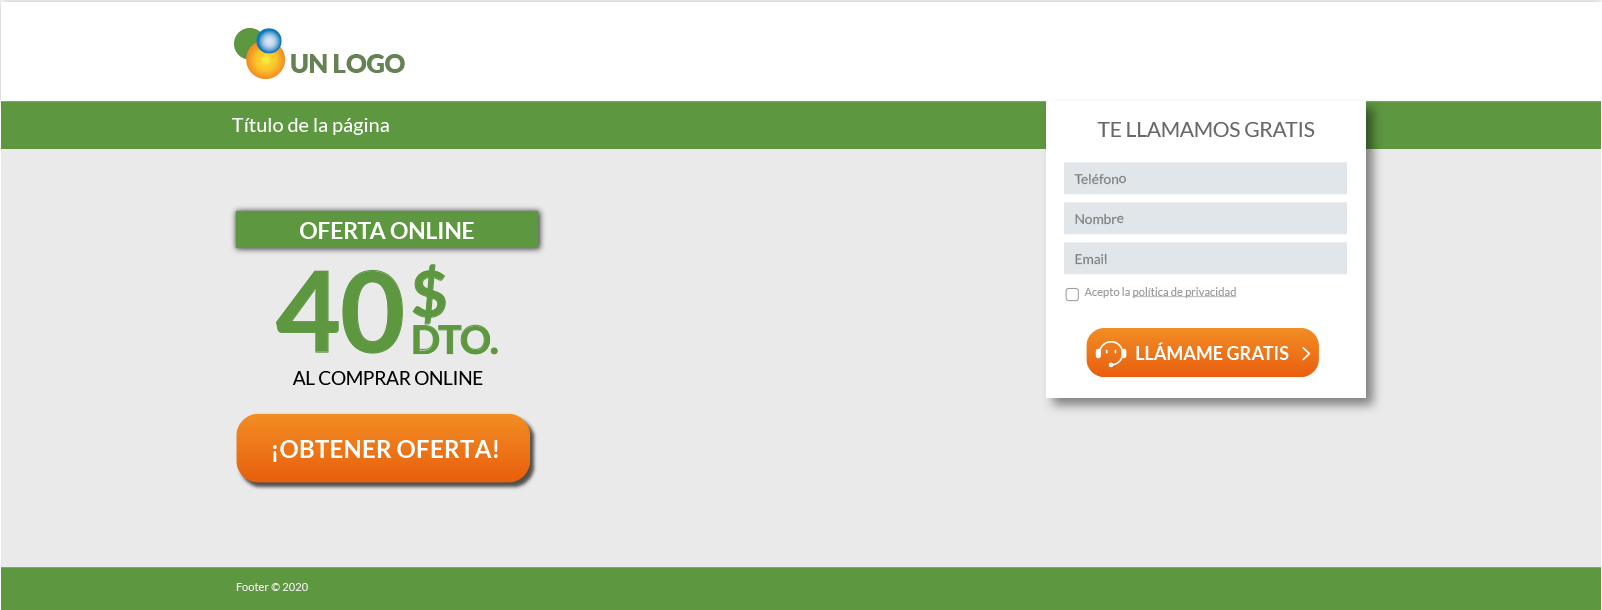 UN LOGO
Título de la página
OFERTA ONLINE
40 $
DTO.
AL COMPRAR ONLINE
¡OBTENER OFERTA!
TE LLAMAMOS GRATIS
Teléfono
Nombre
Email
Acepto la política de privacidad
LLÁMAME GRATIS
Footer © 2020